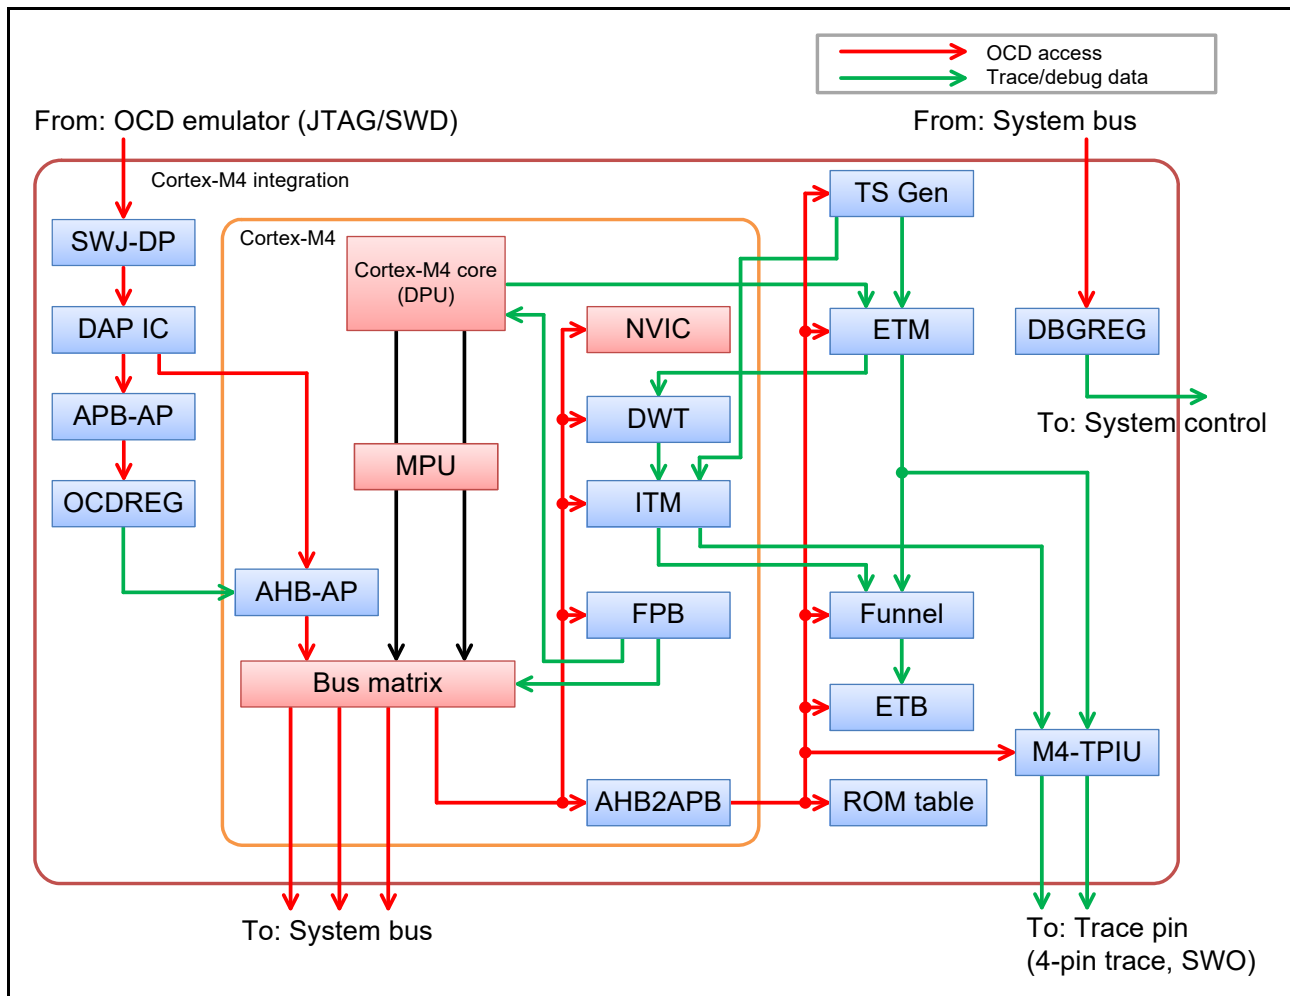 OCD access
Trace/debug data
From: OCD emulator (JTAG/SWD)
From: System bus
Cortex-M4 integration
TS Gen
SWJ-DP
Cortex-M4
Cortex-M4 core
(DPU)
DAP IC
NVIC
ETM
DBGREG
APB-AP
DWT
To: System control
MPU
OCDREG
ITM
AHB-AP
FPB
Funnel
Bus matrix
ETB
M4-TPIU
AHB2APB
ROM table
To: System bus
To: Trace pin
(4-pin trace, SWO)